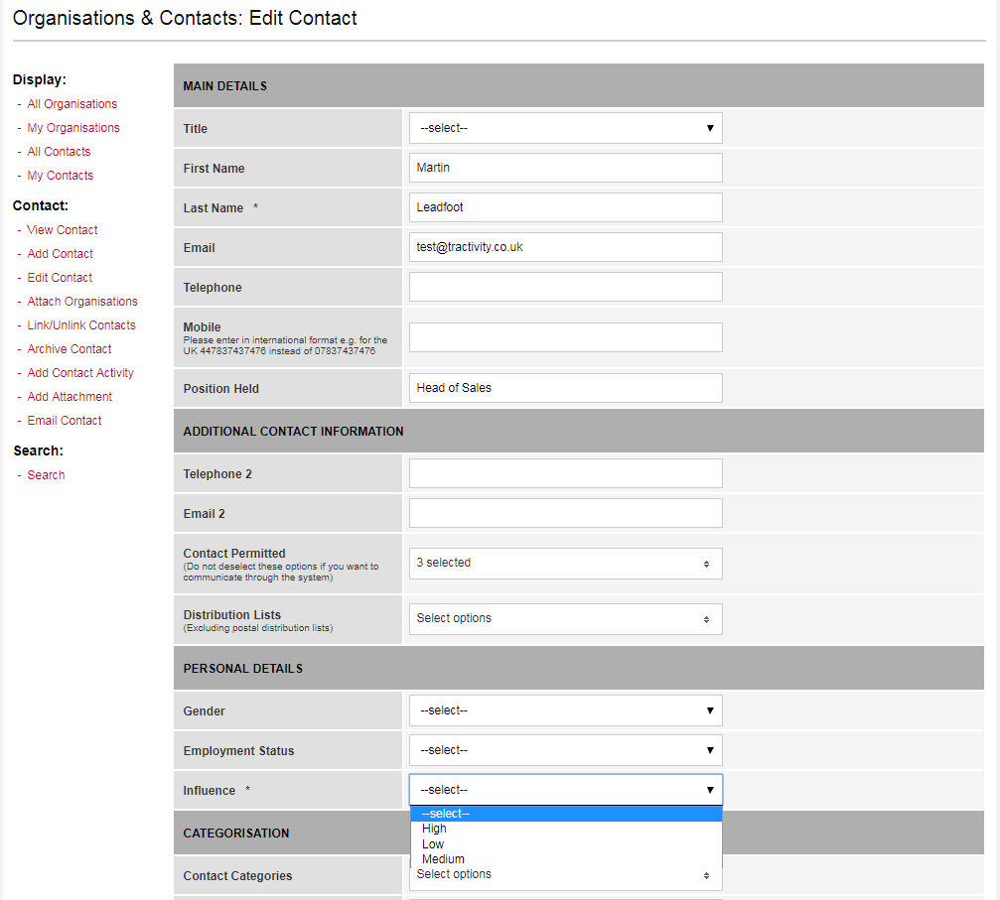 Organisations & Contacts: Edit Contact
Display:
- All Organisations
- My Organisations
- All Contacts
- My Contacts
Contact:
- View Contact
- Add Contact
- Edit Contact
- Attach Organisations
- Link/Unlink Contacts
- Archive Contact
- Add Contact Activity
- Add Attachment
- Email Contact
Search:
- Search
MAIN DETAILS
Title --select--
First Name Martin
Last Name * Leadfoot
Email test@tractivity.co.uk
Telephone
Mobile
Please enter in international format e.g. for the
UK 447837437476 instead of 07837437476
Position Held Head of Sales
ADDITIONAL CONTACT INFORMATION
Telephone 2
Email 2
Contact Permitted
(Do not deselect these options if you want to
communicate through the system)
3 selected
Distribution Lists
(Excluding postal distribution lists)
Select options
PERSONAL DETAILS
Gender --select--
Employment Status --select--
Influence * --select--
--select--
High
Low
Medium
CATEGORISATION
Contact Categories Select options